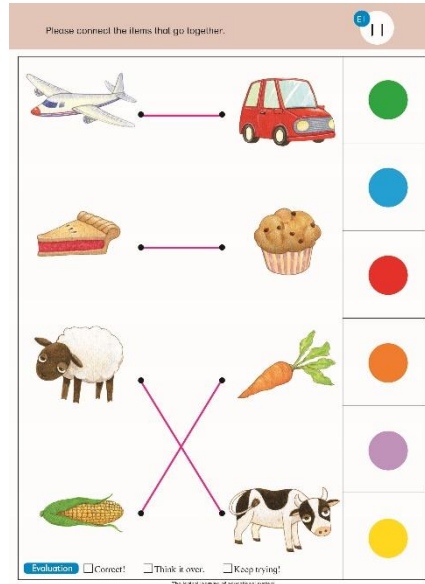 Please connect the items that go together.
E1
11
Evaluation
Correct!
Think it over.
Keep trying!